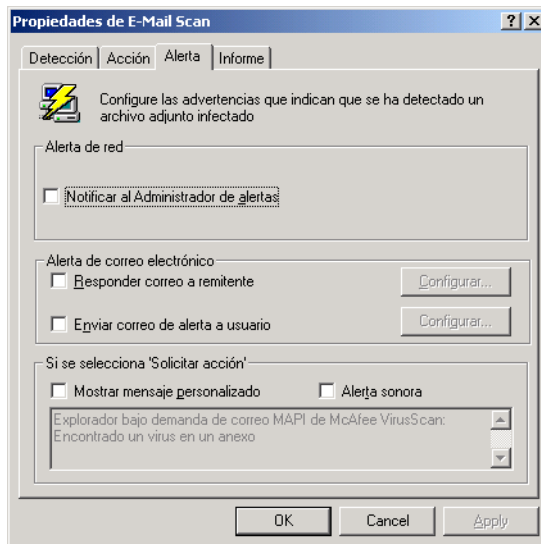 Propiedades de E-Mail Scan
Detección Acción Alerta Informe
Configure las advertencias que indican que se ha detectado un
archivo adjunto infectado
Alerta de red
Notificar al Administrador de alertas
Alerta de correo electrónico
Responder correo a remitente Configurar...
Enviar correo de alerta a usuario Configurar...
Si se selecciona 'Solicitar acción'
Mostrar mensaje personalizado Alerta sonora
Explorador bajo demanda de correo MAPI de McAfee VirusScan:
Encontrado un virus en un anexo
OK Cancel Apply